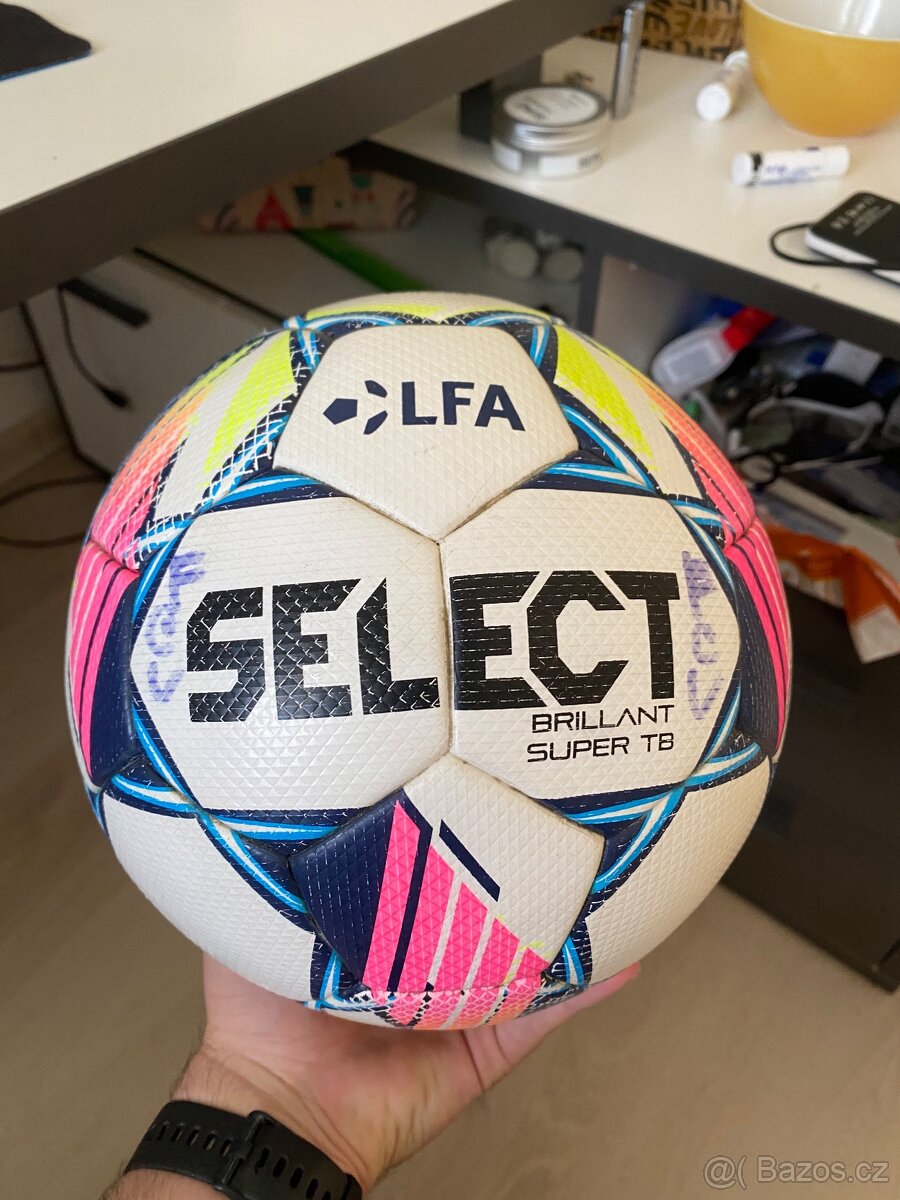 LFA
SELECT
BRILLANT
SUPER TB
@( Bazos.cz